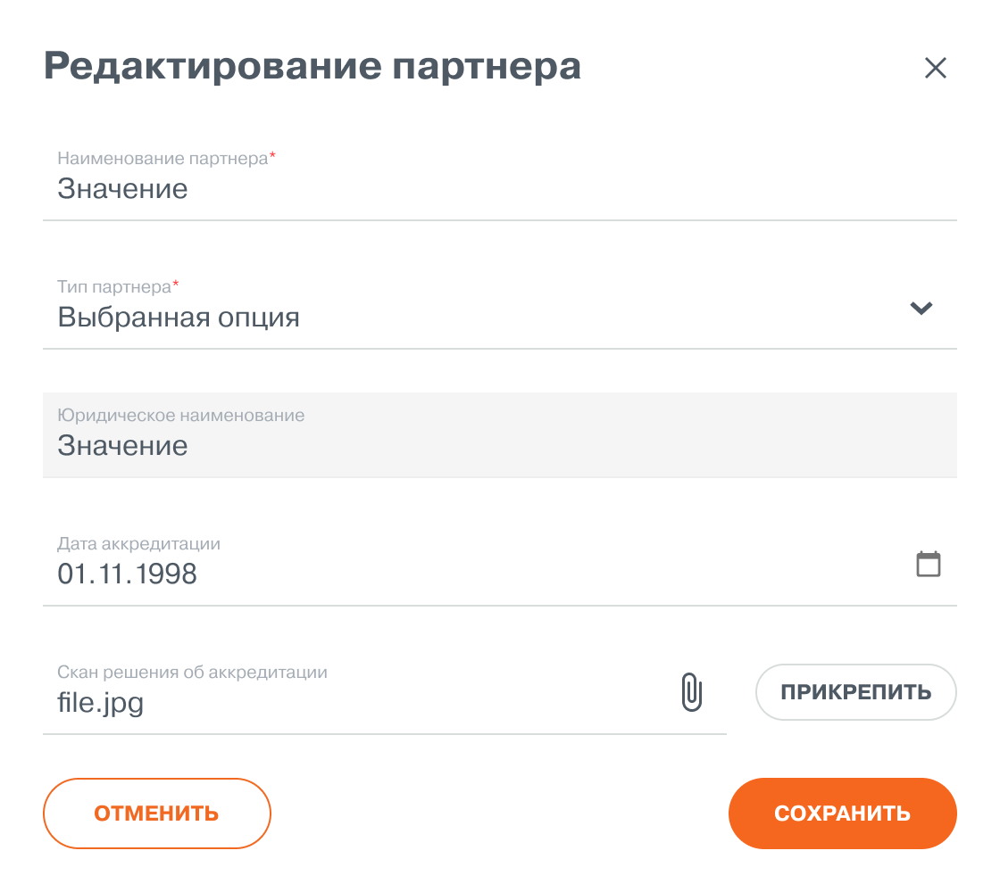 Редактирование партнера
Наименование партнера*
Значение
Тип партнера*
Выбранная опция
Юридическое наименование
Значение
Дата аккредитации
01.11.1998
Скан решения об аккредитации
file.jpg
ПРИКРЕПИТЬ
ОТМЕНИТЬ
СОХРАНИТЬ